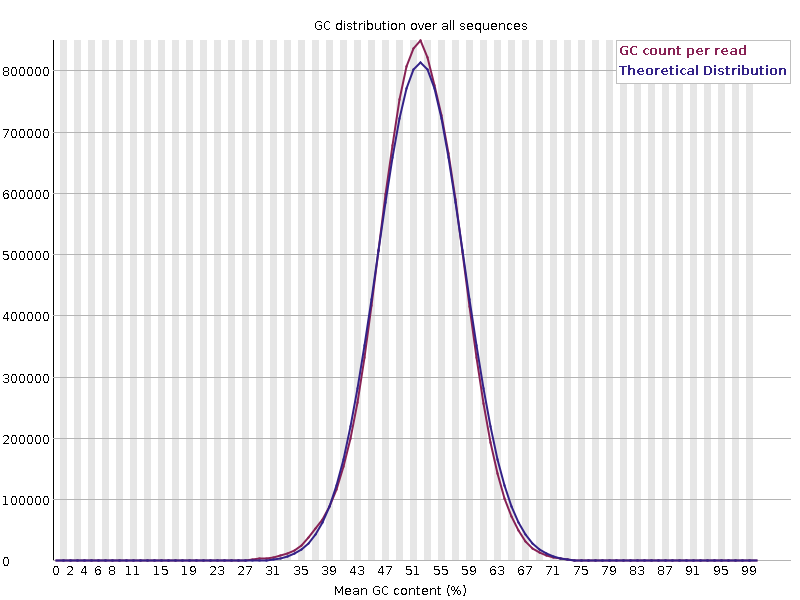 GC distribution over all sequences
GC count per read
Theoretical Distribution
800000
700000
600000
500000
400000
300000
200000
100000
0
0 2 4 6 8 11 15 19 23 27 31 35 39 43 47 51 55 59 63 67 71 75 79 83 87 91 95 99
Mean GC content (%)